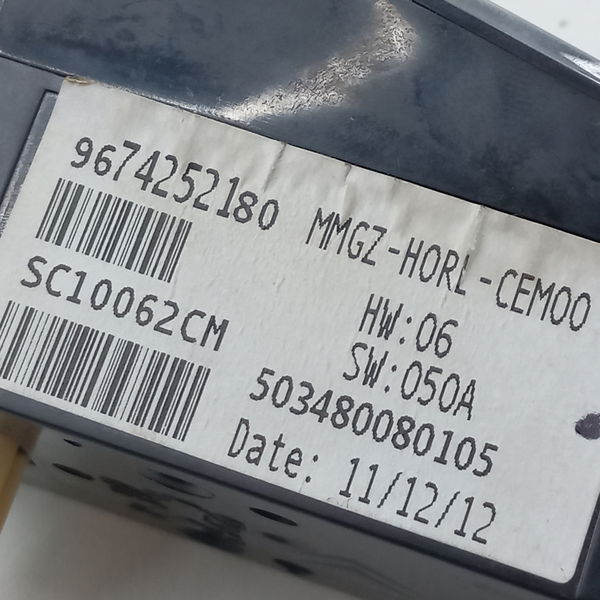 9674252180 MMGZ-HORL-CEM00
SC10062CM
HW:06
SW:050A
503480080105
Date: 11/12/12